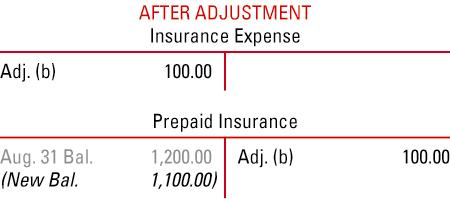 AFTER ADJUSTMENT
Insurance Expense
Adj. (b) 100.00
Prepaid Insurance
Aug. 31 Bal. 1,200.00 Adj. (b) 100.00
(New Bal. 1,100.00)